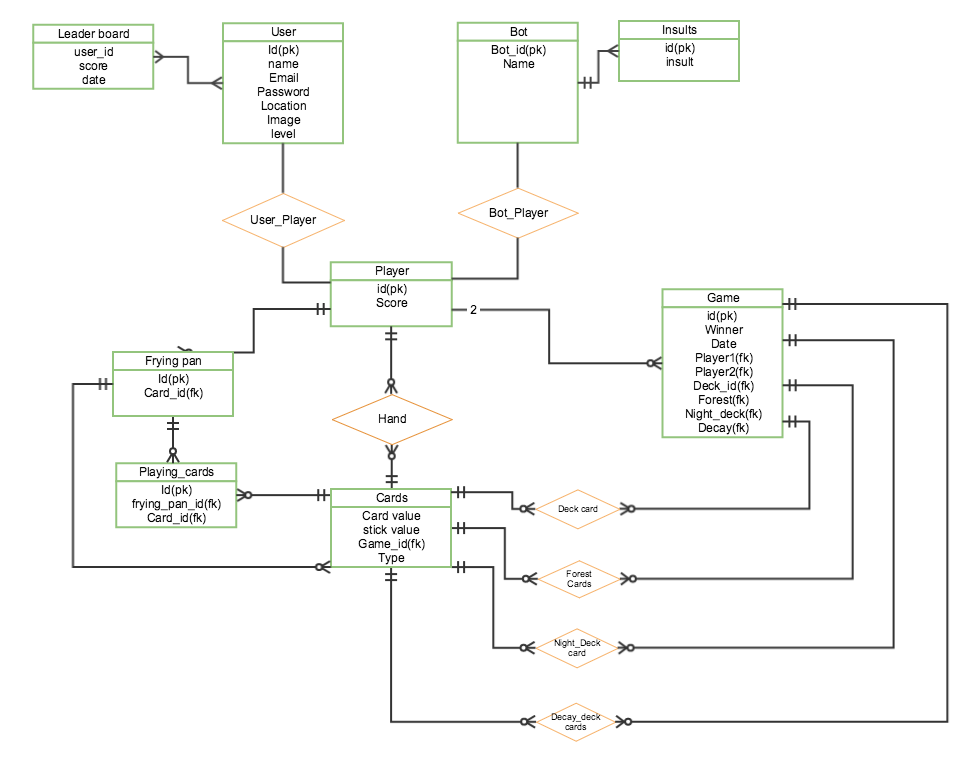 Leader board
user_id
score
date
User
Id(pk)
name
Email
Password
Location
Image
level
Bot
Bot_id(pk)
Name
Insults
id(pk)
insult
User_Player
Bot_Player
Player
id(pk)
Score
2
Game
id(pk)
Winner
Date
Player1(fk)
Player2(fk)
Deck_id(fk)
Forest(fk)
Night_deck(fk)
Decay(fk)
Frying pan
Id(pk)
Card_id(fk)
Hand
Playing_cards
Id(pk)
frying_pan_id(fk)
Card_id(fk)
Cards
Card value
stick value
Game_id(fk)
Type
Deck card
Forest
Cards
Night_Deck
card
Decay_deck
cards